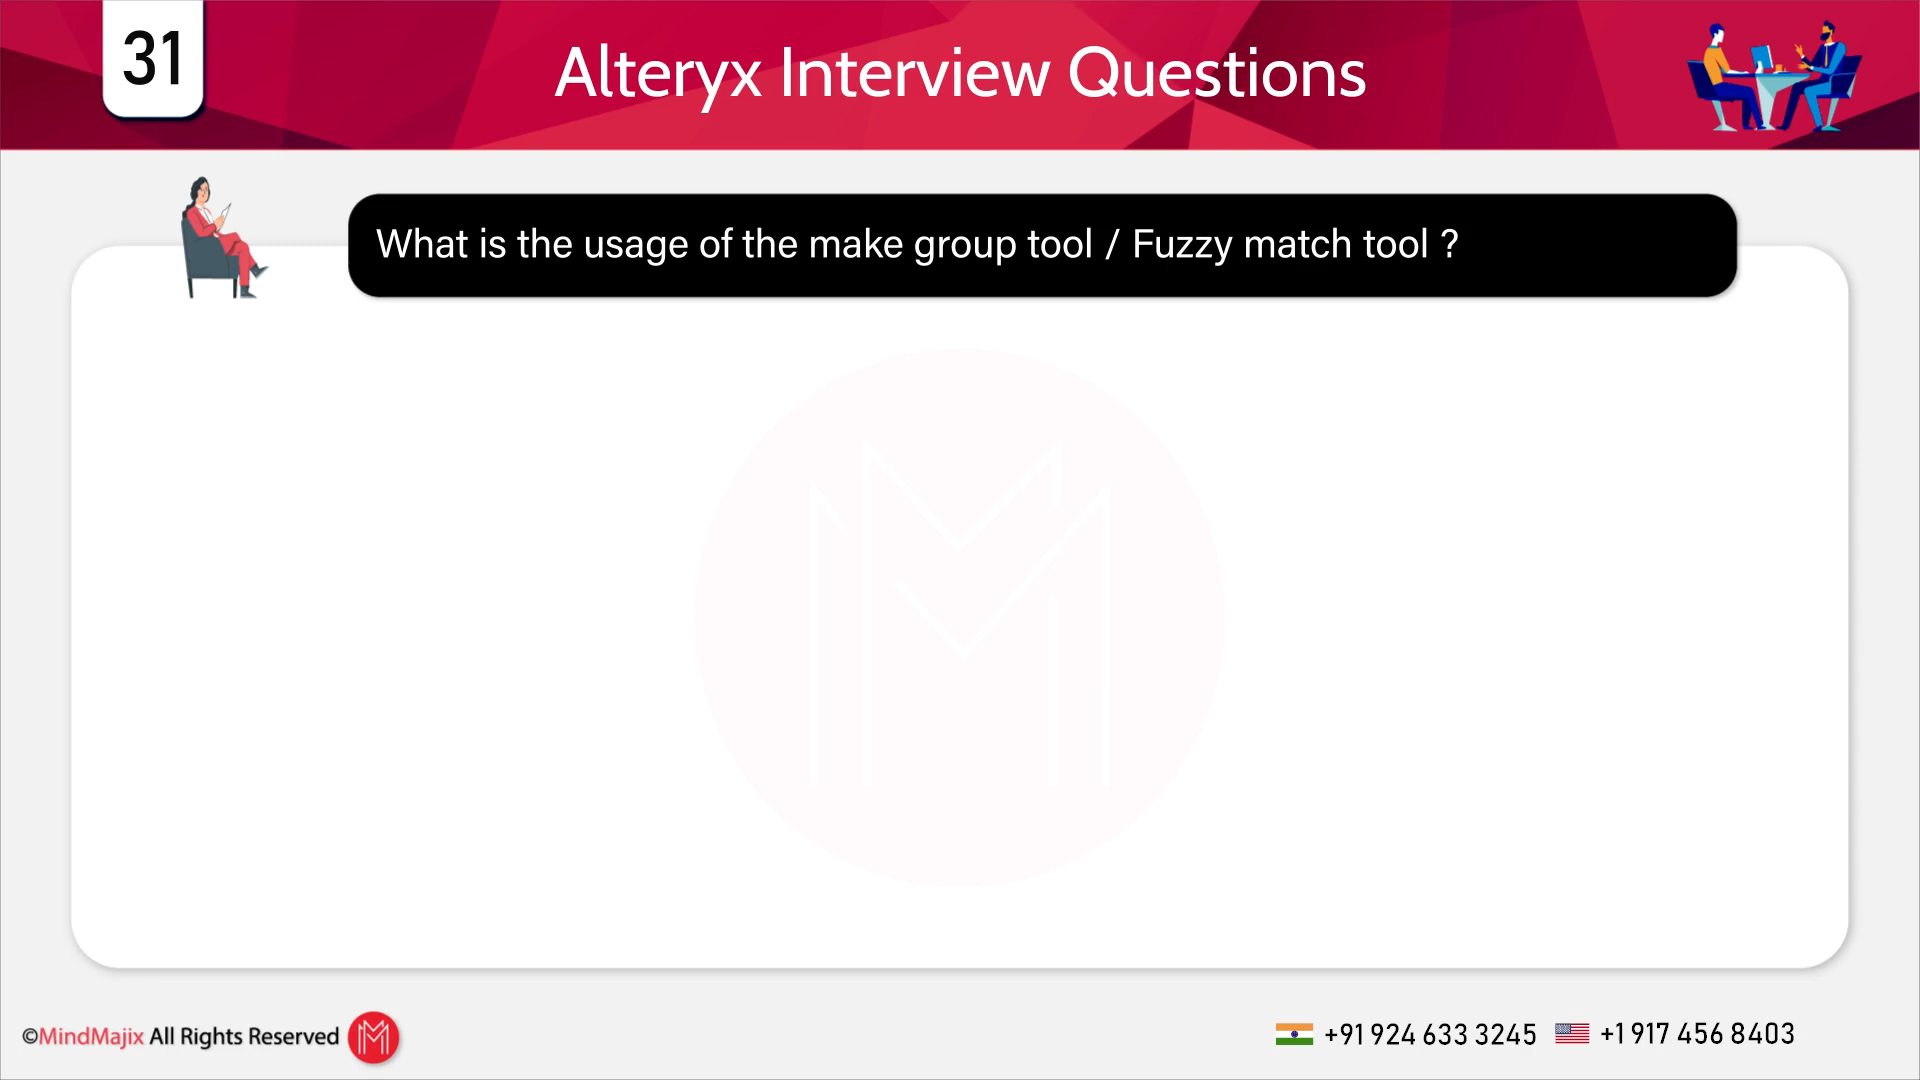 31
Alteryx Interview Questions
What is the usage of the make group tool / Fuzzy match tool ?
©MindMajix All Rights Reserved
+91 924 633 3245
+1 917 456 8403